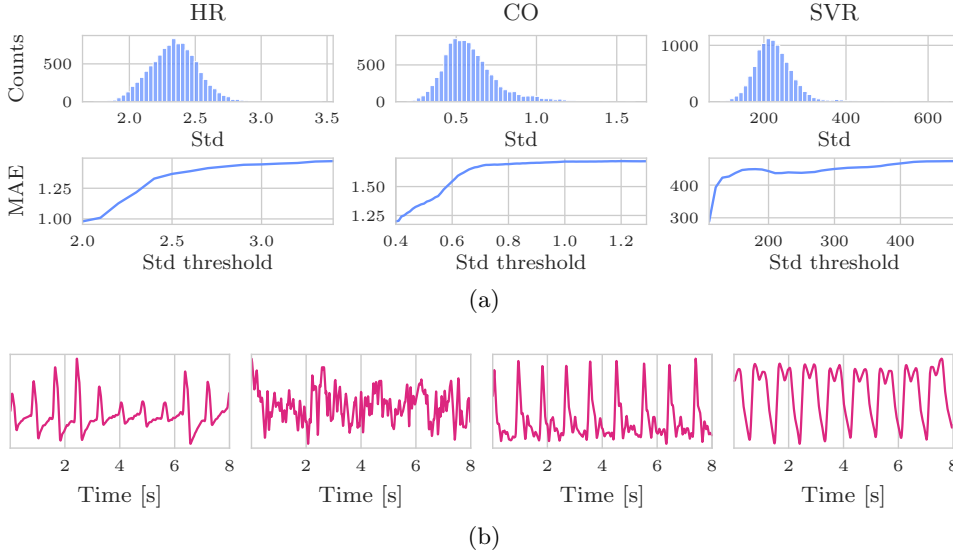 HR CO SVR
Counts
500
0
2.0 2.5 3.0 3.5
Std
500
0
0.5 1.0 1.5
Std
1000
0
200 400 600
Std
MAE
1.25
1.00
2.0 2.5 3.0
Std threshold
1.50
1.25
0.4 0.6 0.8 1.0 1.2
Std threshold
400
300
200 300 400
Std threshold
(a)
2 4 6 8
Time [s]
2 4 6 8
Time [s]
2 4 6 8
Time [s]
2 4 6 8
Time [s]
(b)